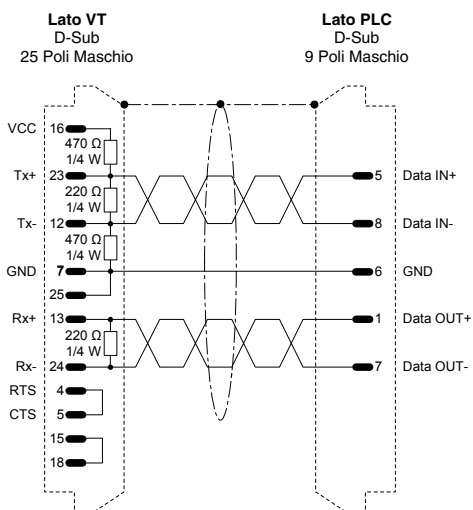 Lato VT
D-Sub
25 Poli Maschio
Lato PLC
D-Sub
9 Poli Maschio
VCC 16
470 Ω
1/4 W
Tx+ 23 5 Data IN+
220 Ω
1/4 W
Tx- 12 8 Data IN-
470 Ω
1/4 W
GND 7 6 GND
25
Rx+ 13 1 Data OUT+
220 Ω
1/4 W
Rx- 24 7 Data OUT-
RTS 4
CTS 5
15
18